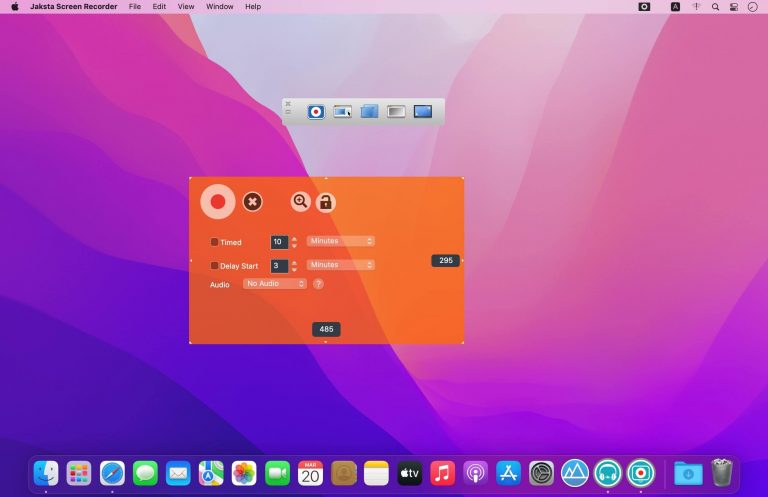 Jaksta Screen Recorder File Edit View Window Help A
Timed 10 Minutes
295
Delay Start 3 Minutes
Audio No Audio ?
485
MAR
20
tv